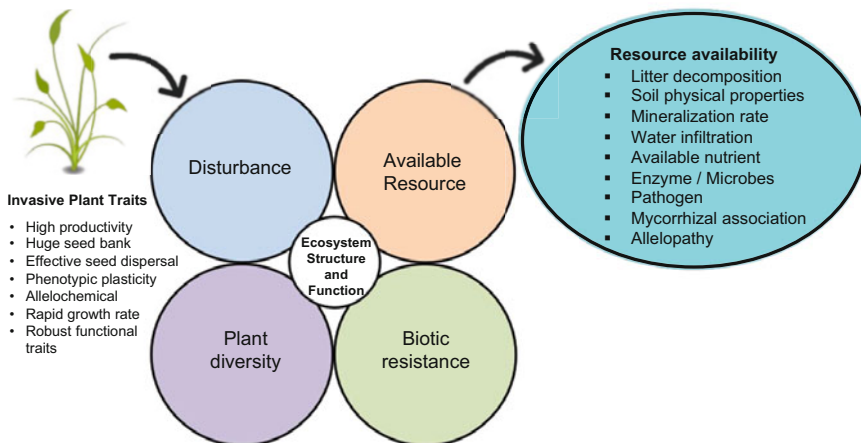 Invasive Plant Traits
• High productivity
• Huge seed bank
• Effective seed dispersal
• Phenotypic plasticity
• Allelochemical
• Rapid growth rate
• Robust functional
traits
Disturbance
Available
Resource
Ecosystem
Structure
and
Function
Plant
diversity
Biotic
resistance
Resource availability
▪ Litter decomposition
▪ Soil physical properties
▪ Mineralization rate
▪ Water infiltration
▪ Available nutrient
▪ Enzyme / Microbes
▪ Pathogen
▪ Mycorrhizal association
▪ Allelopathy